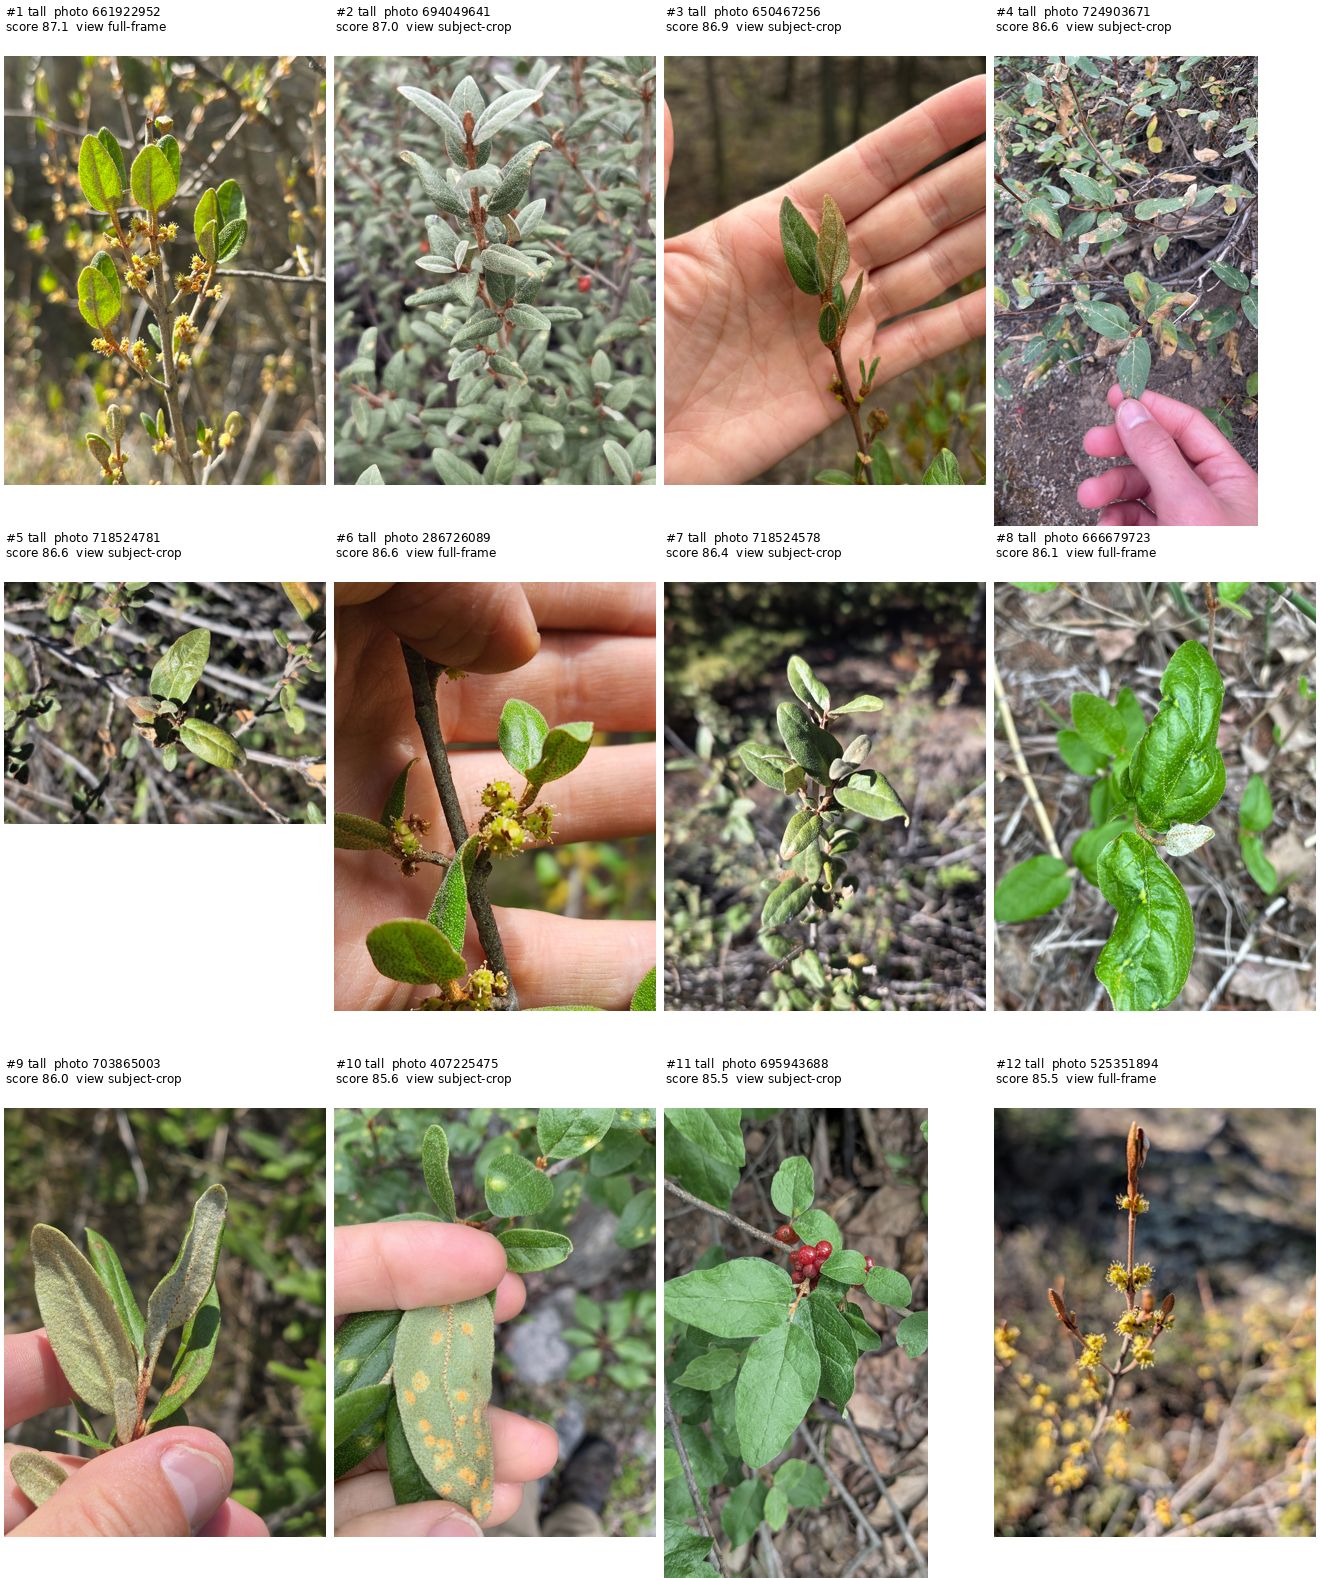 #1 tall photo 661922952
score 87.1 view full-frame
#2 tall photo 694049641
score 87.0 view subject-crop
#3 tall photo 650467256
score 86.9 view subject-crop
#4 tall photo 724903671
score 86.6 view subject-crop
#5 tall photo 718524781
score 86.6 view subject-crop
#6 tall photo 286726089
score 86.6 view full-frame
#7 tall photo 718524578
score 86.4 view subject-crop
#8 tall photo 666679723
score 86.1 view full-frame
#9 tall photo 703865003
score 86.0 view subject-crop
#10 tall photo 407225475
score 85.6 view subject-crop
#11 tall photo 695943688
score 85.5 view subject-crop
#12 tall photo 525351894
score 85.5 view full-frame